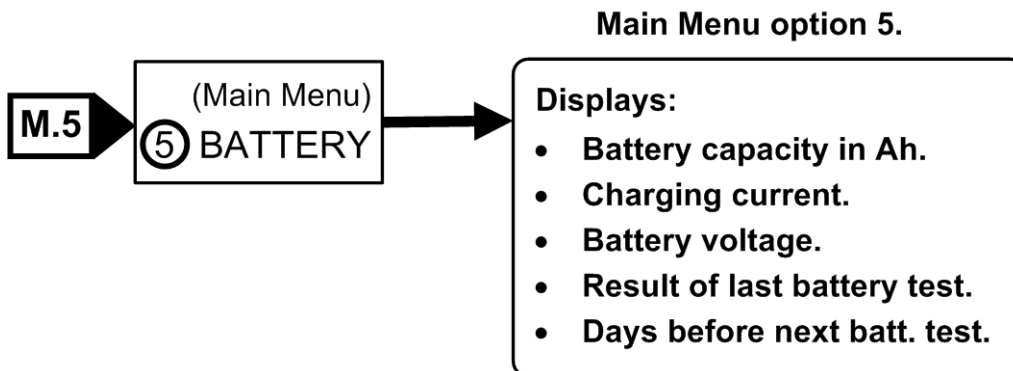 Main Menu option 5.
M.5
(Main Menu)
5 BATTERY
Displays:
• Battery capacity in Ah.
• Charging current.
• Battery voltage.
• Result of last battery test.
• Days before next batt. test.